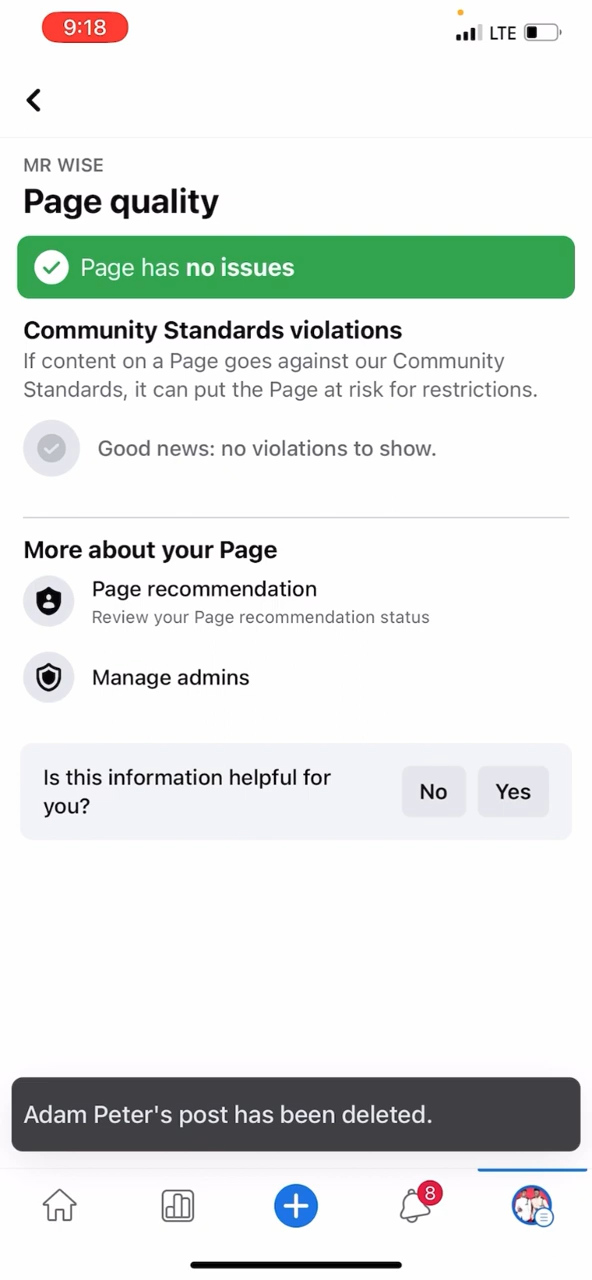 9:18
LTE
MR WISE
Page quality
Page has no issues
Community Standards violations
If content on a Page goes against our Community
Standards, it can put the Page at risk for restrictions.
Good news: no violations to show.
More about your Page
Page recommendation
Review your Page recommendation status
Manage admins
Is this information helpful for
you?
No
Yes
Adam Peter's post has been deleted.
8